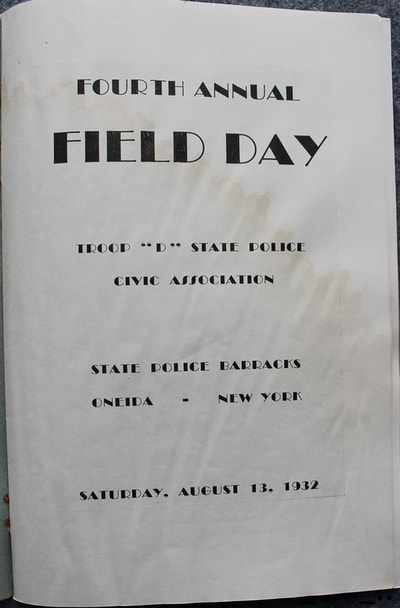 FOURTH ANNUAL
FIELD DAY
TROOP "D" STATE POLICE
CIVIC ASSOCIATION
STATE POLICE BARRACKS
ONEIDA - NEW YORK
SATURDAY, AUGUST 13, 1932